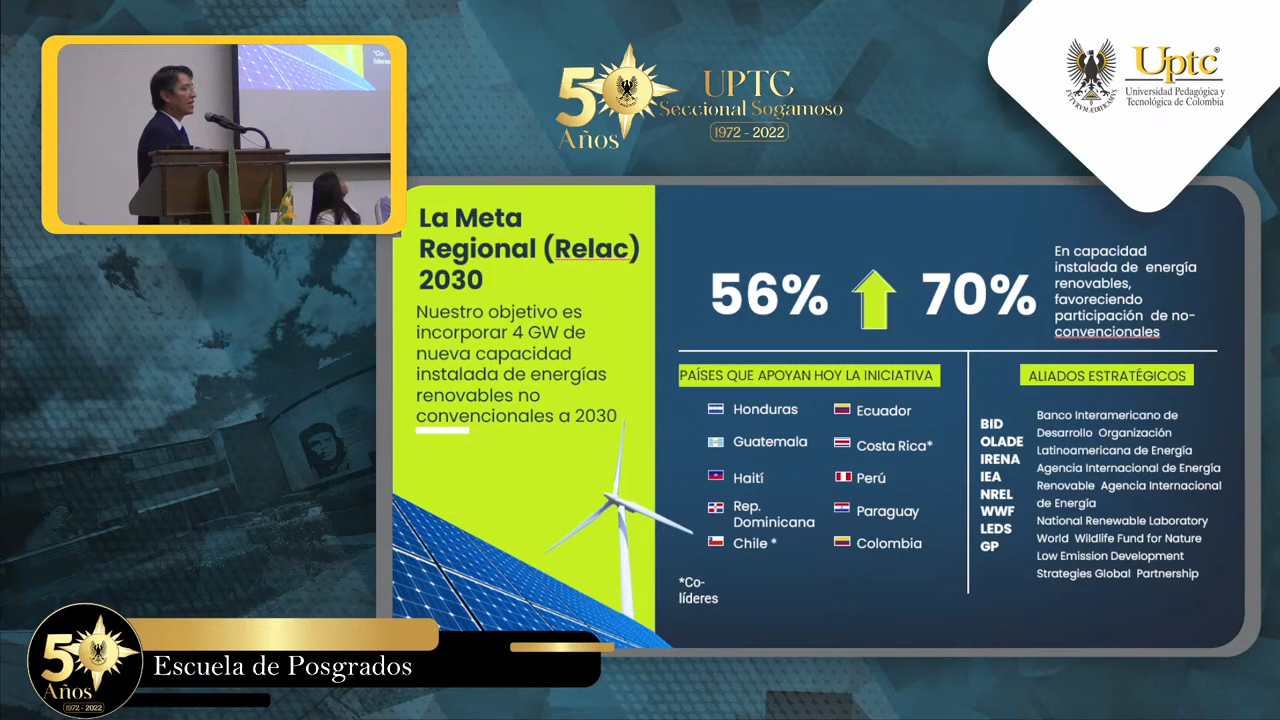 *Co-
líderes
50
Años
UPTC
Seccional Sogamoso
1972 - 2022
Uptc®
Universidad Pedagógica y
Tecnológica de Colombia
La Meta
Regional (Relac)
2030
Nuestro objetivo es
incorporar 4 GW de
nueva capacidad
instalada de energías
renovables no
convencionales a 2030
56%
70%
En capacidad
instalada de energía
renovables,
favoreciendo
participación de no-
convencionales
PAÍSES QUE APOYAN HOY LA INICIATIVA
Honduras
Guatemala
Haití
Rep.
Dominicana
Chile *
Ecuador
Costa Rica*
Perú
Paraguay
Colombia
*Co-
líderes
ALIADOS ESTRATÉGICOS
BID
OLADE
IRENA
IEA
NREL
WWF
LEDS
GP
Banco Interamericano de
Desarrollo Organización
Latinoamericana de Energía
Agencia Internacional de Energía
Renovable Agencia Internacional
de Energía
National Renewable Laboratory
World Wildlife Fund for Nature
Low Emission Development
Strategies Global Partnership
50
Años
1972 - 2022
Escuela de Posgrados